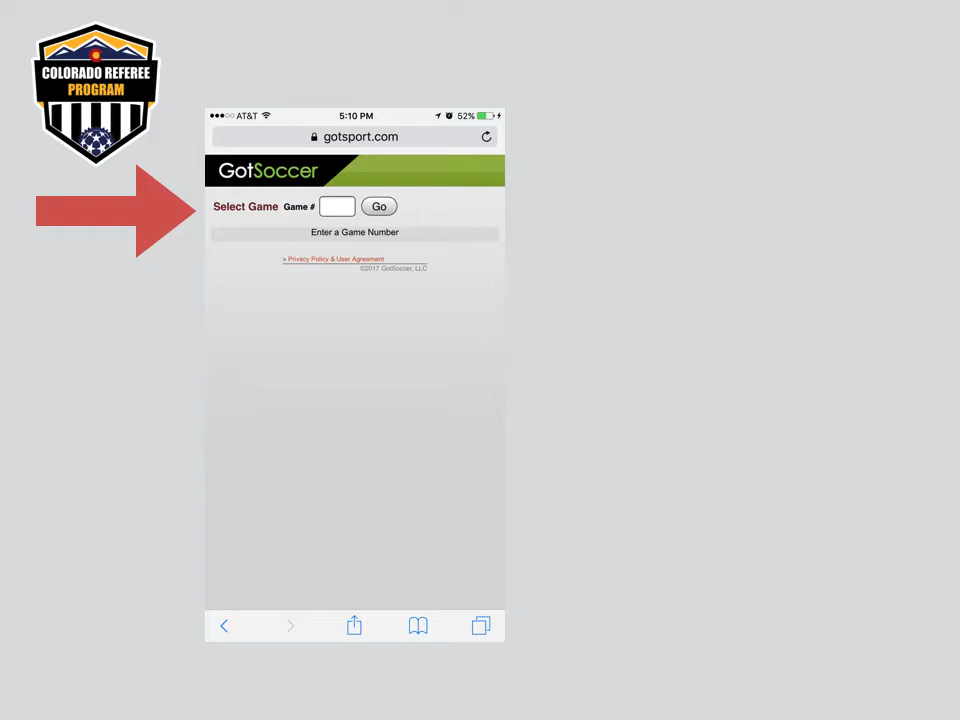 COLORADO REFEREE
PROGRAM
AT&T 5:10 PM 52%
gotsport.com
GotSoccer
Select Game Game # Go
Enter a Game Number
» Privacy Policy & User Agreement
©2017 GotSoccer, LLC